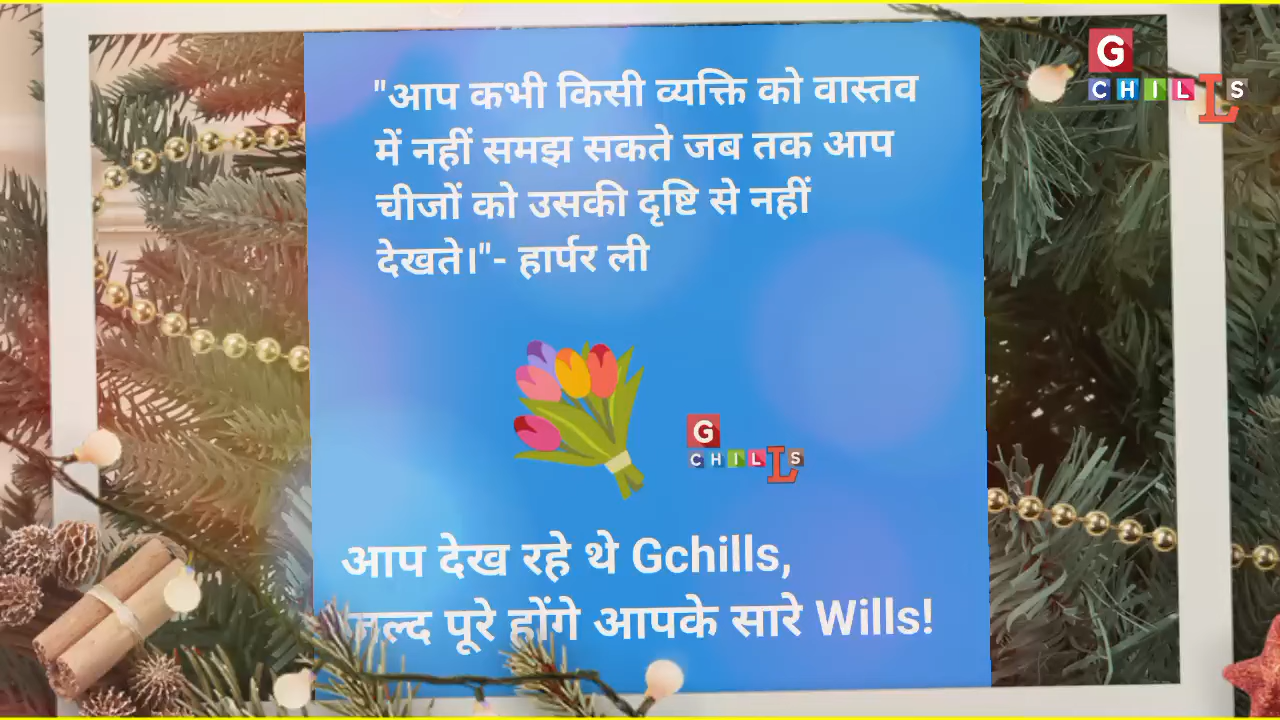 G
CHILLS
"आप कभी किसी व्यक्ति को वास्तव
में नहीं समझ सकते जब तक आप
चीजों को उसकी दृष्टि से नहीं
देखते।"- हार्पर ली
G
CHILLS
आप देख रहे थे Gchills,
पूरे होंगे आपके सारे Wills!